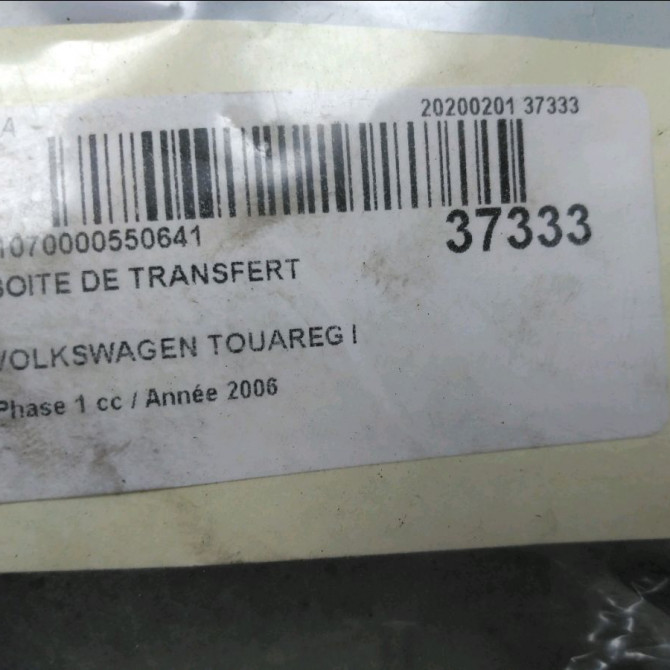 A
20200201 37333
1070000550641
37333
BOITE DE TRANSFERT
VOLKSWAGEN TOUAREG I
Phase 1 cc / Année 2006